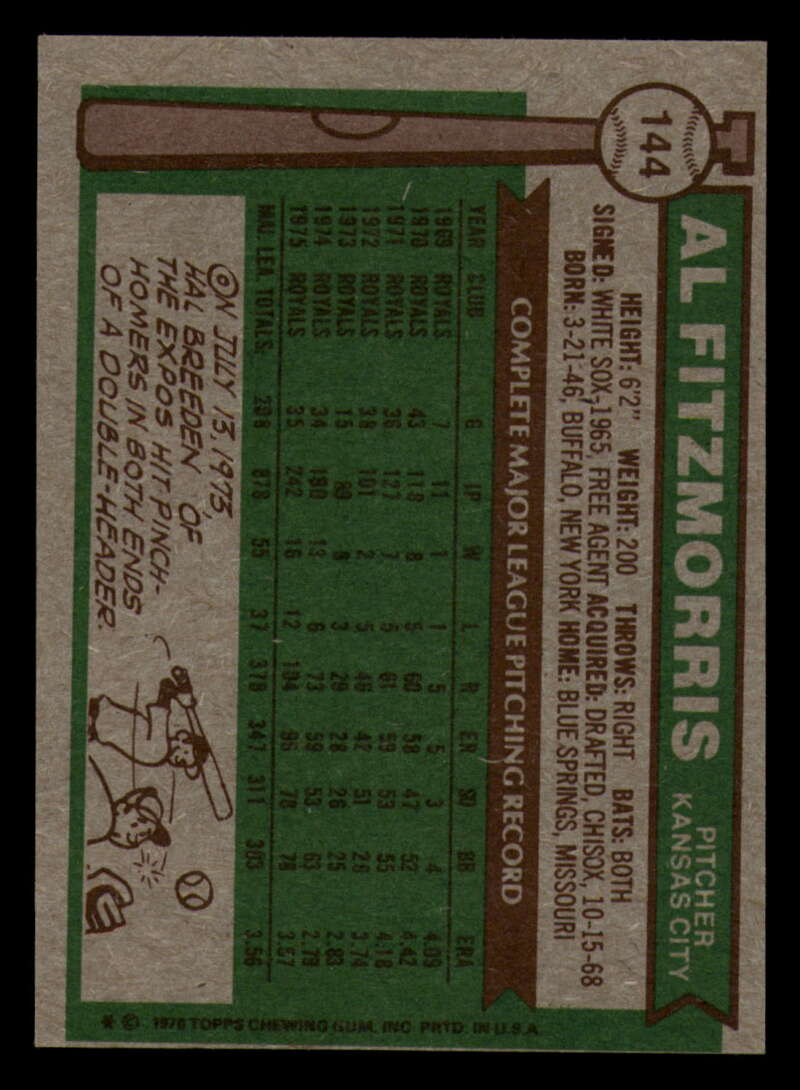 144
AL FITZMORRIS
PITCHER
KANSAS CITY
HEIGHT: 6'2" WEIGHT: 200 THROWS: RIGHT BATS: BOTH
SIGNED: WHITE SOX, 1965, FREE AGENT ACQUIRED: DRAFTED, CHISOX, 10-15-68
BORN: 3-21-46, BUFFALO, NEW YORK HOME: BLUE SPRINGS, MISSOURI
COMPLETE MAJOR LEAGUE PITCHING RECORD
YEAR CLUB G IP W L R ER SO BB ERA
1969 ROYALS 7 11 1 1 5 5 3 4 4.09
1970 ROYALS 43 118 8 5 60 58 47 52 4.42
1971 ROYALS 36 127 7 5 61 59 53 55 4.18
1972 ROYALS 38 101 2 5 46 42 51 26 3.74
1973 ROYALS 15 89 8 3 29 28 26 25 2.83
1974 ROYALS 34 190 13 6 73 59 53 63 2.79
1975 ROYALS 35 242 16 12 104 96 78 78 3.57
MAJ. LEA. TOTALS 208 878 55 37 378 347 311 303 3.56
ON JULY 13, 1975,
HAL BREEDEN OF
THE EXPOS HIT PINCH-
HOMERS IN BOTH ENDS
OF A DOUBLE-HEADER.
* © 1976 TOPPS CHEWING GUM, INC. PRTD. IN U.S.A.